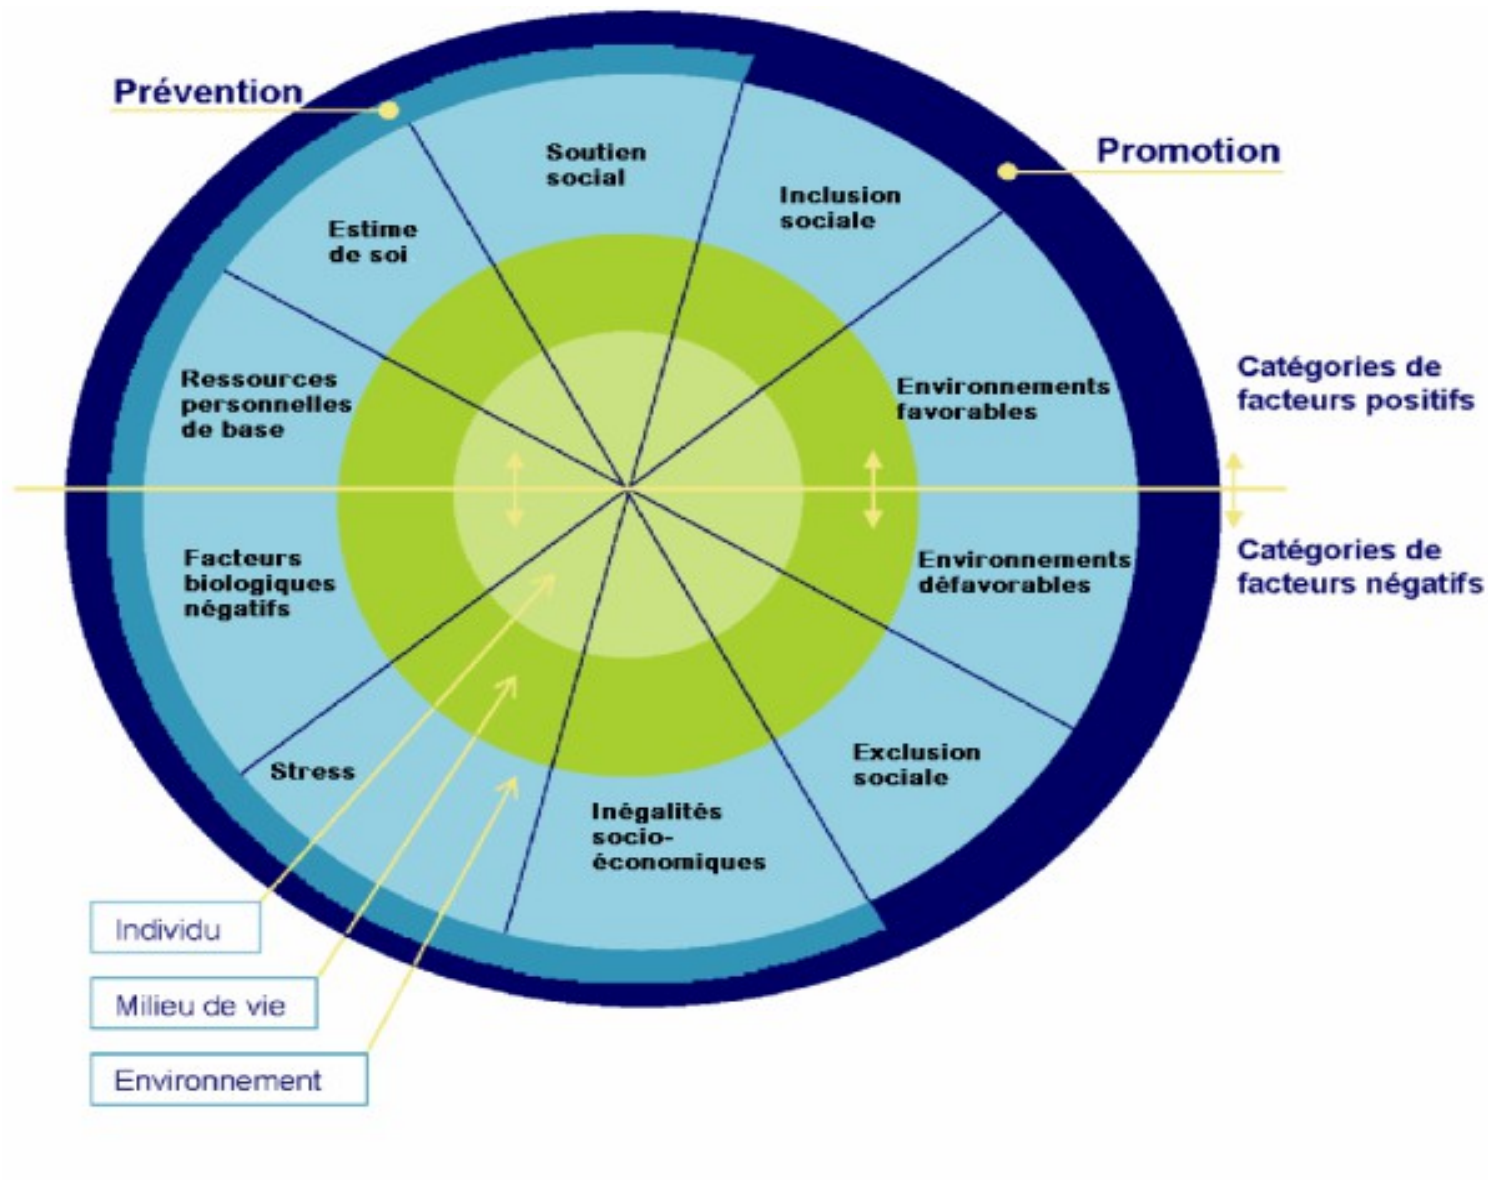 Prévention
Promotion
Soutien
social
Inclusion
sociale
Estime
de soi
Ressources
personnelles
de base
Environnements
favorables
Catégories de
facteurs positifs
Catégories de
facteurs négatifs
Facteurs
biologiques
négatifs
Environnements
défavorables
Stress
Exclusion
sociale
Inégalités
socio-
économiques
Individu
Milieu de vie
Environnement